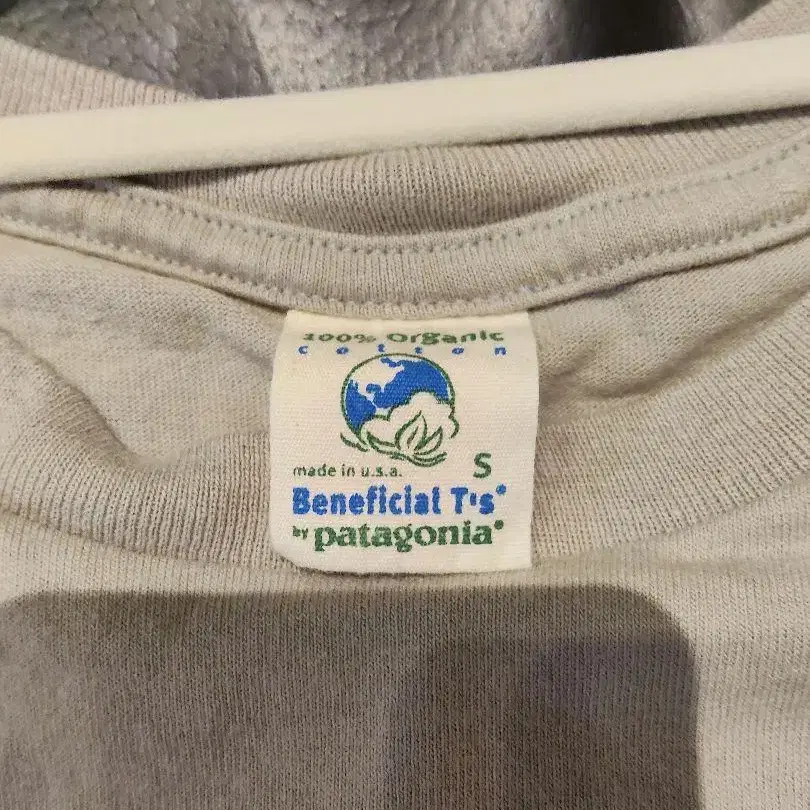 100% Organic
cotton
made in u.s.a. S
Beneficial T's®
by patagonia®